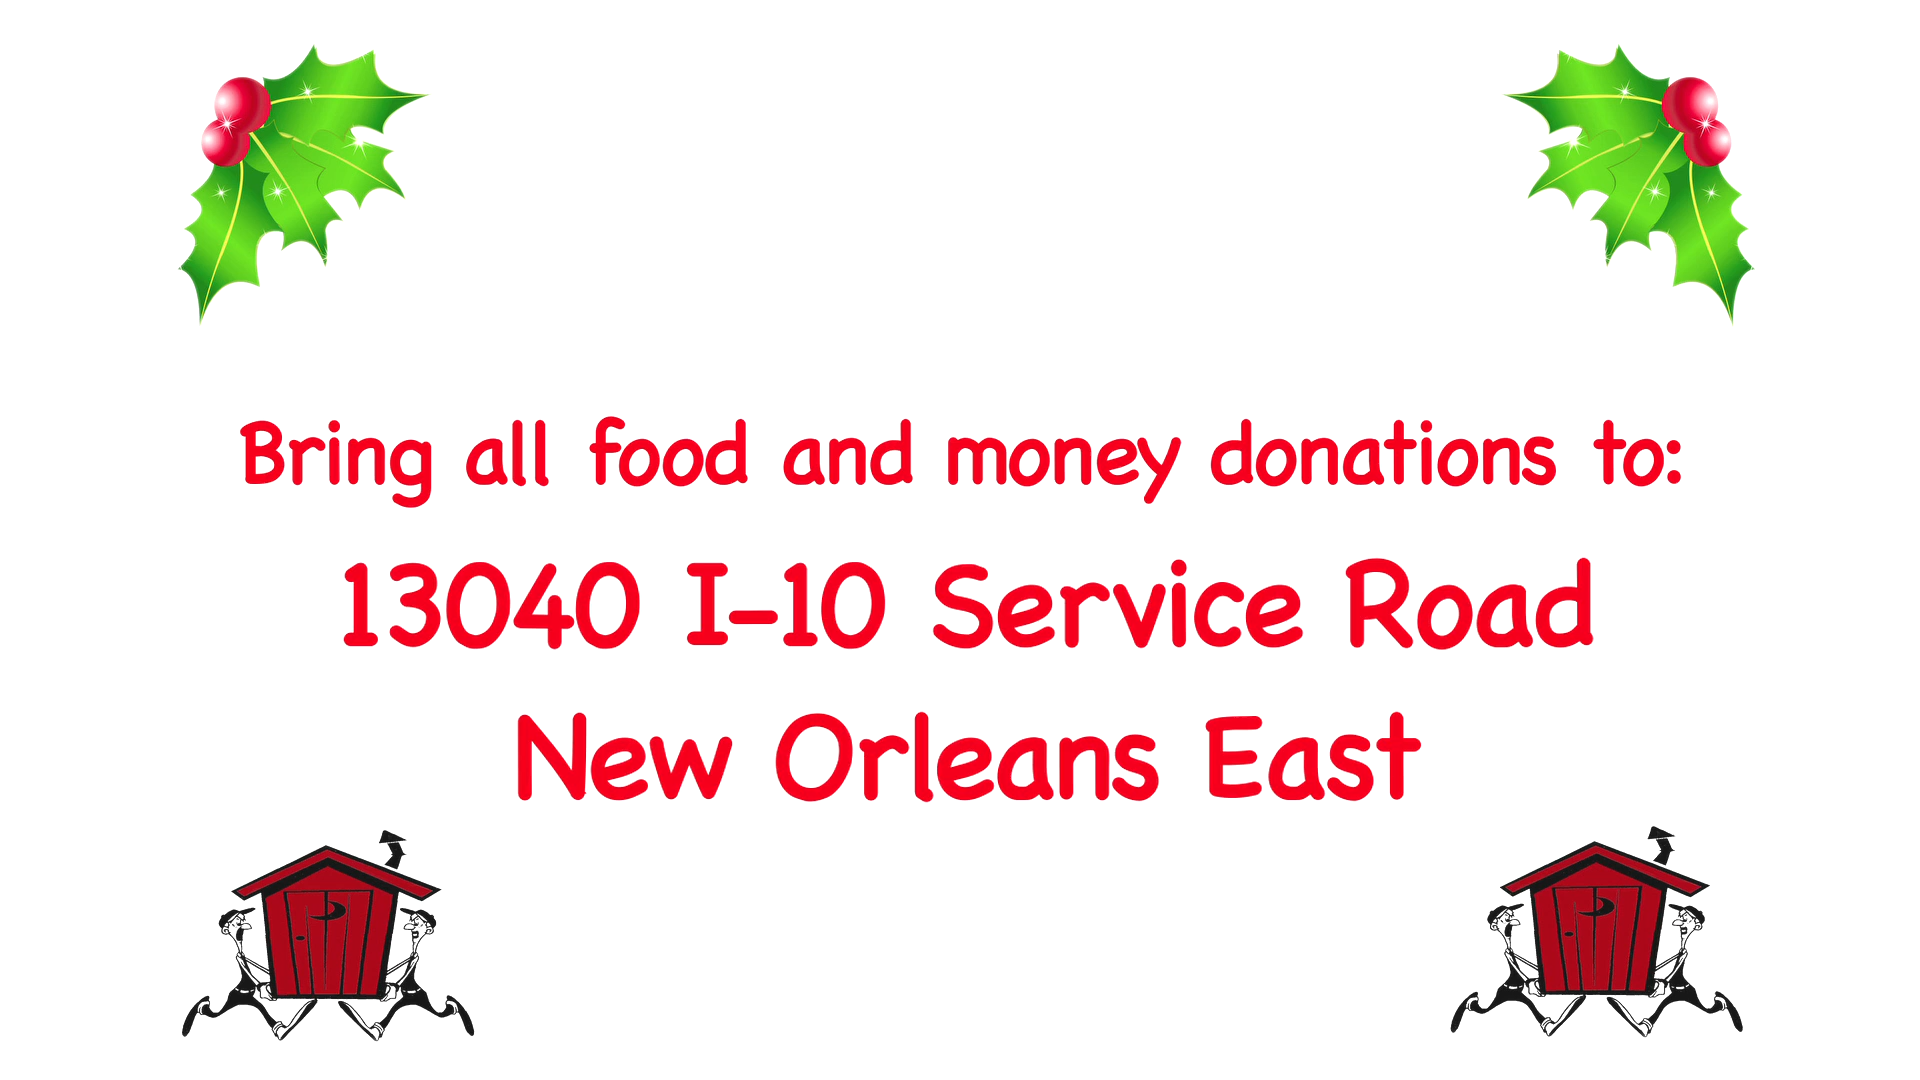 Bring all food and money donations to:
13040 I-10 Service Road
New Orleans East